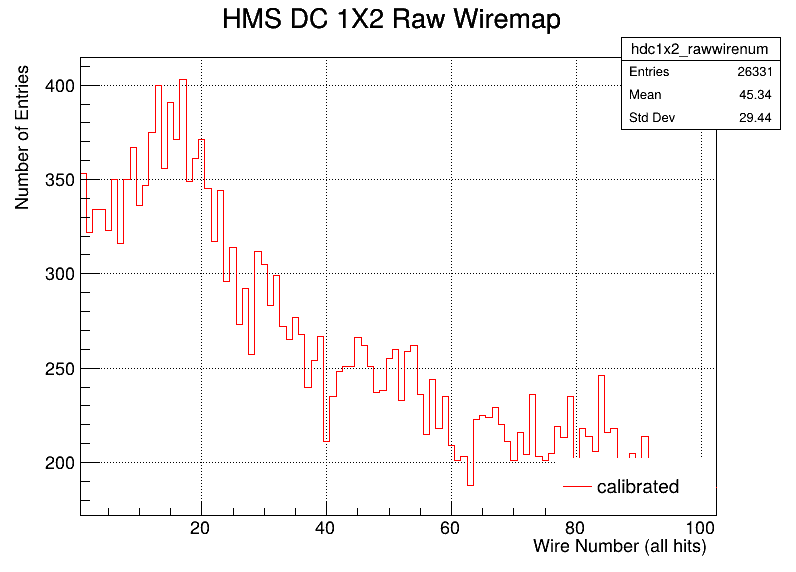 HMS DC 1X2 Raw Wiremap
hdc1x2_rawwirenum
Entries 26331
Mean 45.34
Std Dev 29.44
Number of Entries
400
350
300
250
200
calibrated
20 40 60 80 100
Wire Number (all hits)